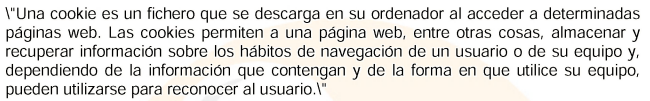 \"Una cookie es un fichero que se descarga en su ordenador al acceder a determinadas
páginas web. Las cookies permiten a una página web, entre otras cosas, almacenar y
recuperar información sobre los hábitos de navegación de un usuario o de su equipo y,
dependiendo de la información que contengan y de la forma en que utilice su equipo,
pueden utilizarse para reconocer al usuario.\"